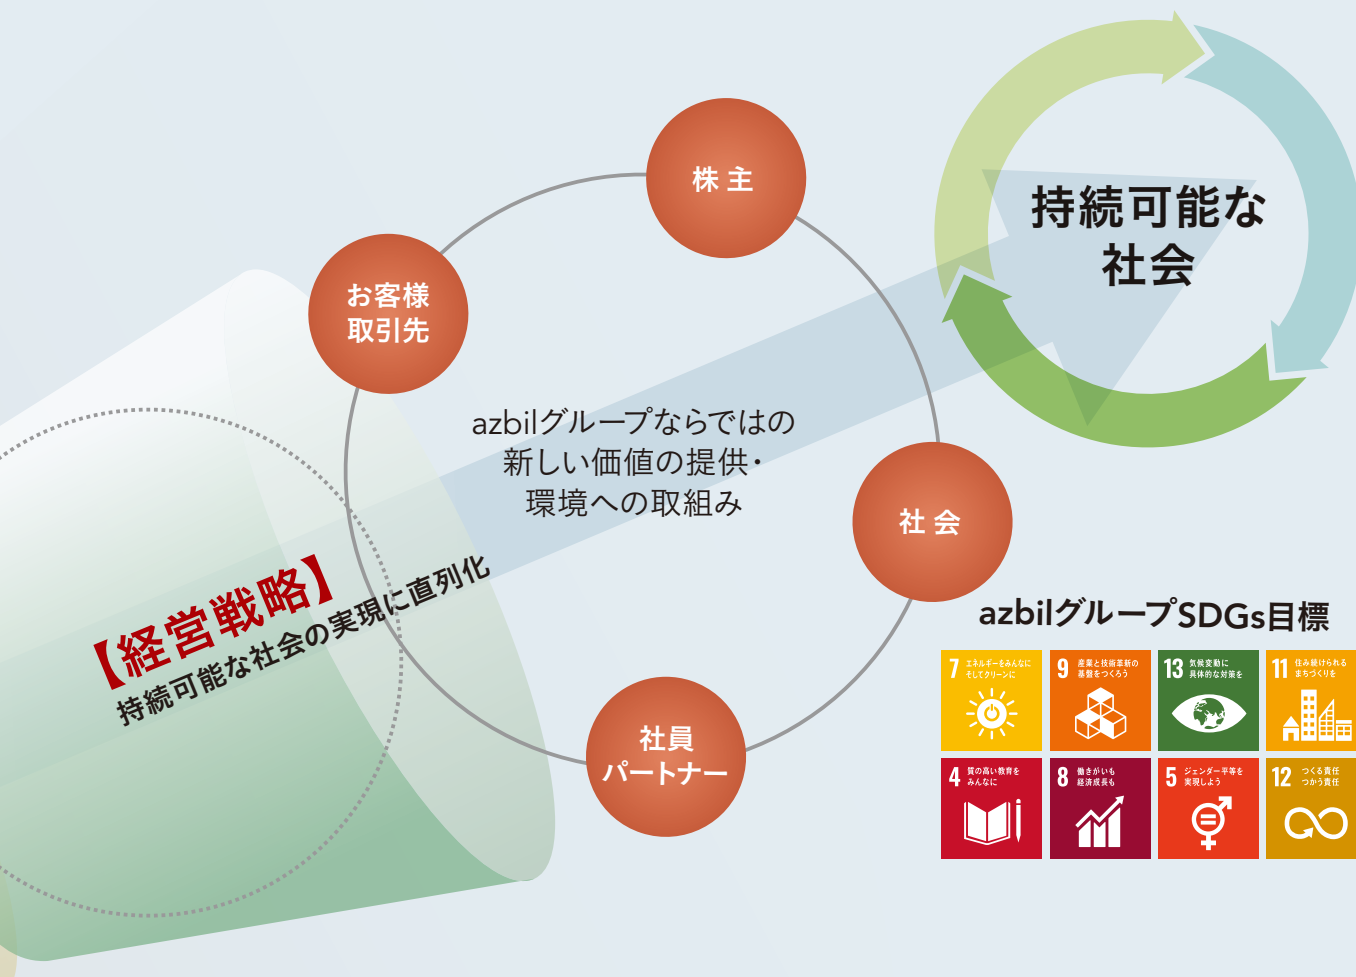 持続可能な
社会
株主
お客様
取引先
azbilグループならではの
新しい価値の提供・
環境への取組み
社会
【経営戦略】
持続可能な社会の実現に直列化
社員
パートナー
azbilグループSDGs目標
7 エネルギーをみんなに
そしてクリーンに
9 産業と技術革新の
基盤をつくろう
13 気候変動に
具体的な対策を
11 住み続けられる
まちづくりを
4 質の高い教育を
みんなに
8 働きがいも
経済成長も
5 ジェンダー平等を
実現しよう
12 つくる責任
つかう責任